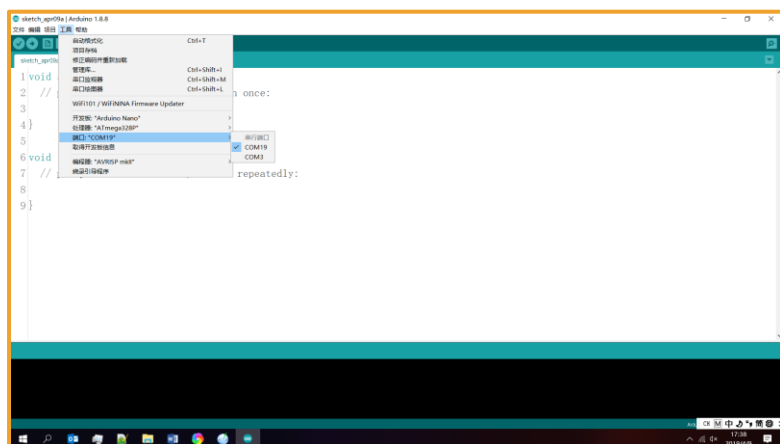 sketch_apr09a | Arduino 1.8.8
文件 编辑 项目 工具 帮助
自动格式化 Ctrl+T
项目存档
修正编码并重新加载
管理库... Ctrl+Shift+I
串口监视器 Ctrl+Shift+M
串口绘图器 Ctrl+Shift+L
WiFi101 / WiFiNINA Firmware Updater
开发板: "Arduino Nano"
处理器: "ATmega328P"
端口: "COM19"
取得开发板信息
编程器: "AVRISP mkII"
烧录引导程序
串行端口
COM19
COM3
sketch_apr09a
1 void
2 // n once:
3
4 }
5
6 void
7 // repeatedly:
8
9 }
CH M 中 简
17:38